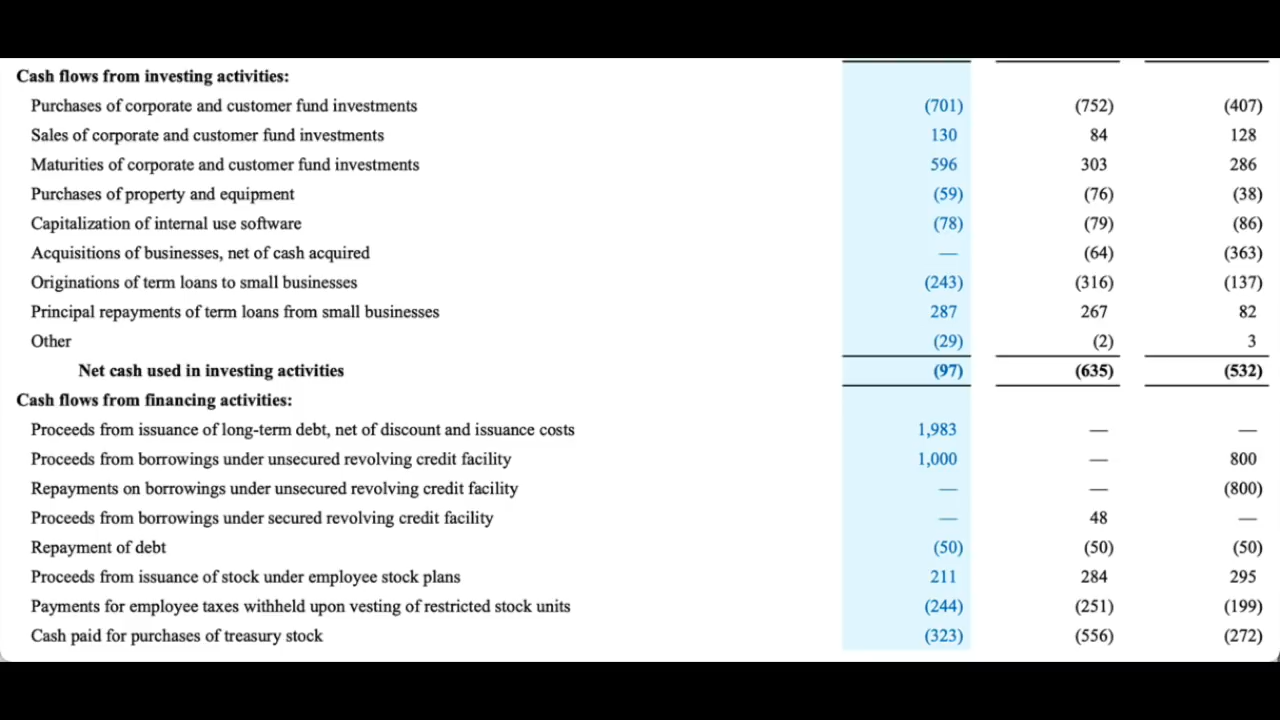 Cash flows from investing activities:
Purchases of corporate and customer fund investments (701) (752) (407)
Sales of corporate and customer fund investments 130 84 128
Maturities of corporate and customer fund investments 596 303 286
Purchases of property and equipment (59) (76) (38)
Capitalization of internal use software (78) (79) (86)
Acquisitions of businesses, net of cash acquired — (64) (363)
Originations of term loans to small businesses (243) (316) (137)
Principal repayments of term loans from small businesses 287 267 82
Other (29) (2) 3
Net cash used in investing activities (97) (635) (532)
Cash flows from financing activities:
Proceeds from issuance of long-term debt, net of discount and issuance costs 1,983 — —
Proceeds from borrowings under unsecured revolving credit facility 1,000 — 800
Repayments on borrowings under unsecured revolving credit facility — — (800)
Proceeds from borrowings under secured revolving credit facility — 48 —
Repayment of debt (50) (50) (50)
Proceeds from issuance of stock under employee stock plans 211 284 295
Payments for employee taxes withheld upon vesting of restricted stock units (244) (251) (199)
Cash paid for purchases of treasury stock (323) (556) (272)